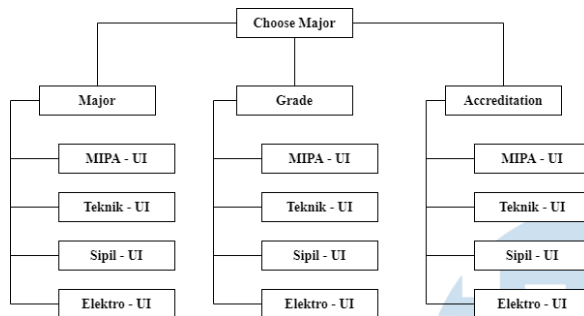 Choose Major
Major
Grade
Accreditation
MIPA - UI
MIPA - UI
MIPA - UI
Teknik - UI
Teknik - UI
Teknik - UI
Sipil - UI
Sipil - UI
Sipil - UI
Elektro - UI
Elektro - UI
Elektro - UI